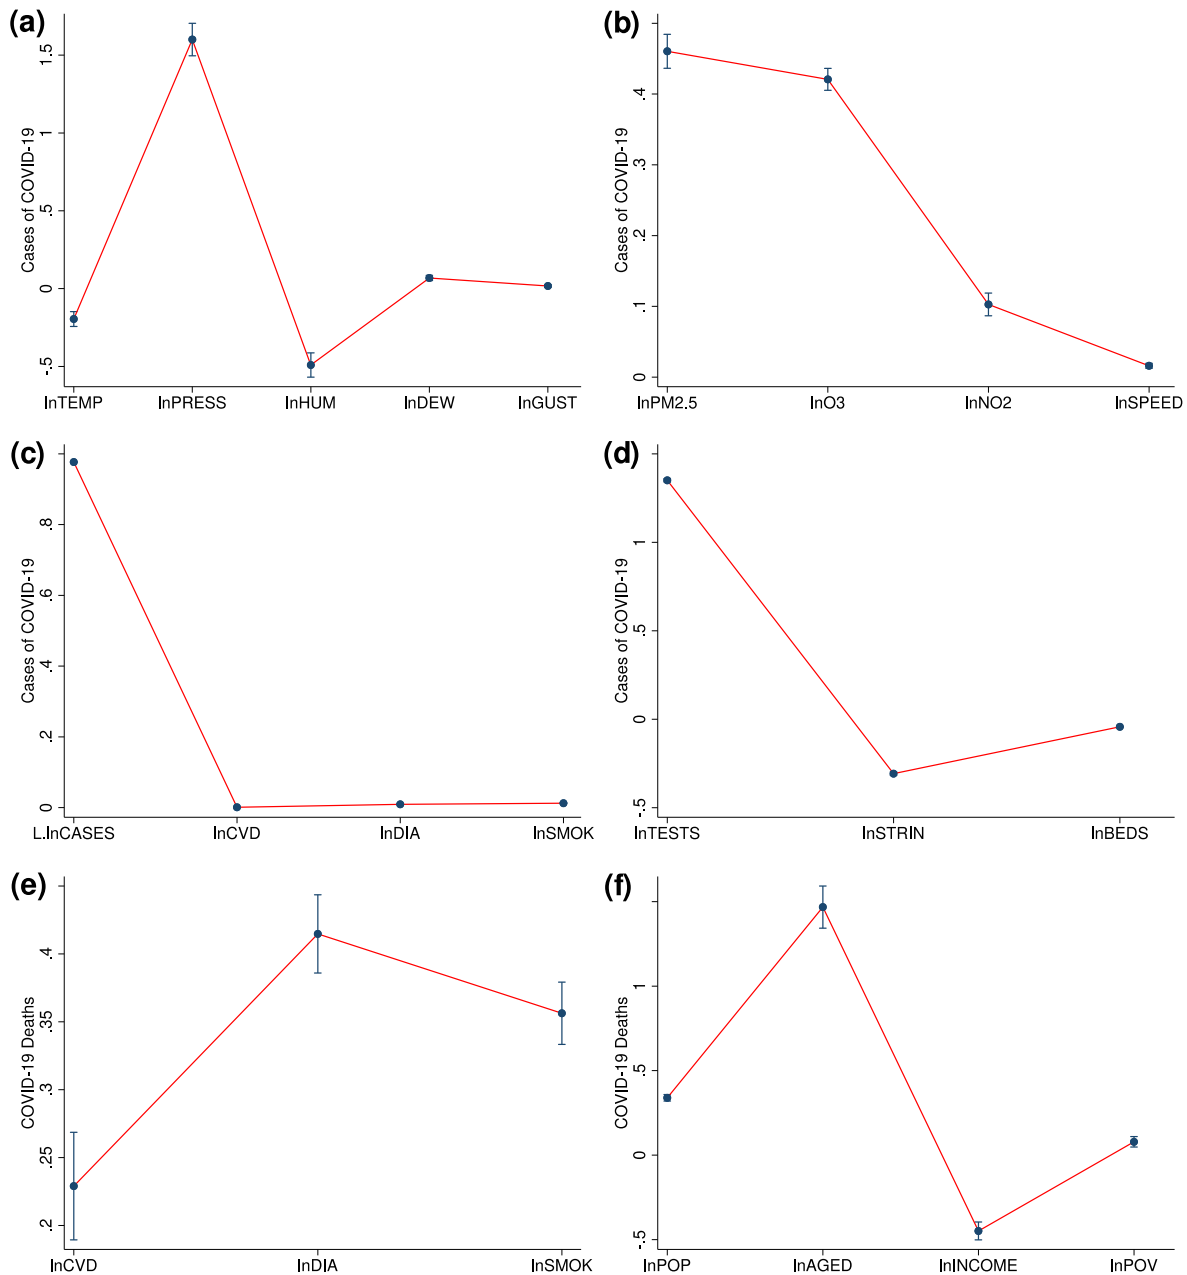 (a)
Cases of COVID-19
1.5
1
.5
0
-.5
lnTEMP lnPRESS lnHUM lnDEW lnGUST
(b)
Cases of COVID-19
.4
.3
.2
.1
0
lnPM2.5 lnO3 lnNO2 lnSPEED
(c)
Cases of COVID-19
.8
.6
.4
.2
0
L.lnCASES lnCVD lnDIA lnSMOK
(d)
Cases of COVID-19
1
.5
0
-.5
lnTESTS lnSTRIN lnBEDS
(e)
COVID-19 Deaths
.4
.35
.3
.25
.2
lnCVD lnDIA lnSMOK
(f)
COVID-19 Deaths
1
.5
0
-.5
lnPOP lnAGED lnINCOME lnPOV